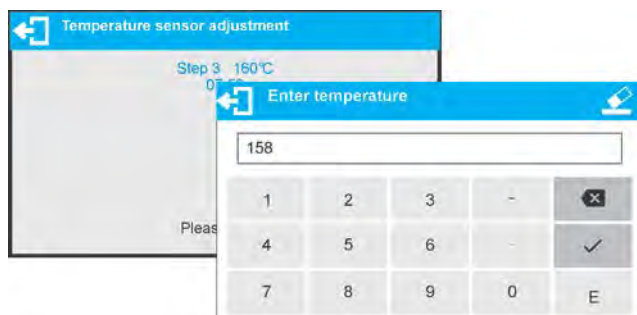 Temperature sensor adjustment
Step 3 160°C
Enter temperature
158
1 2 3 -
Pleas
4 5 6
7 8 9 0 E